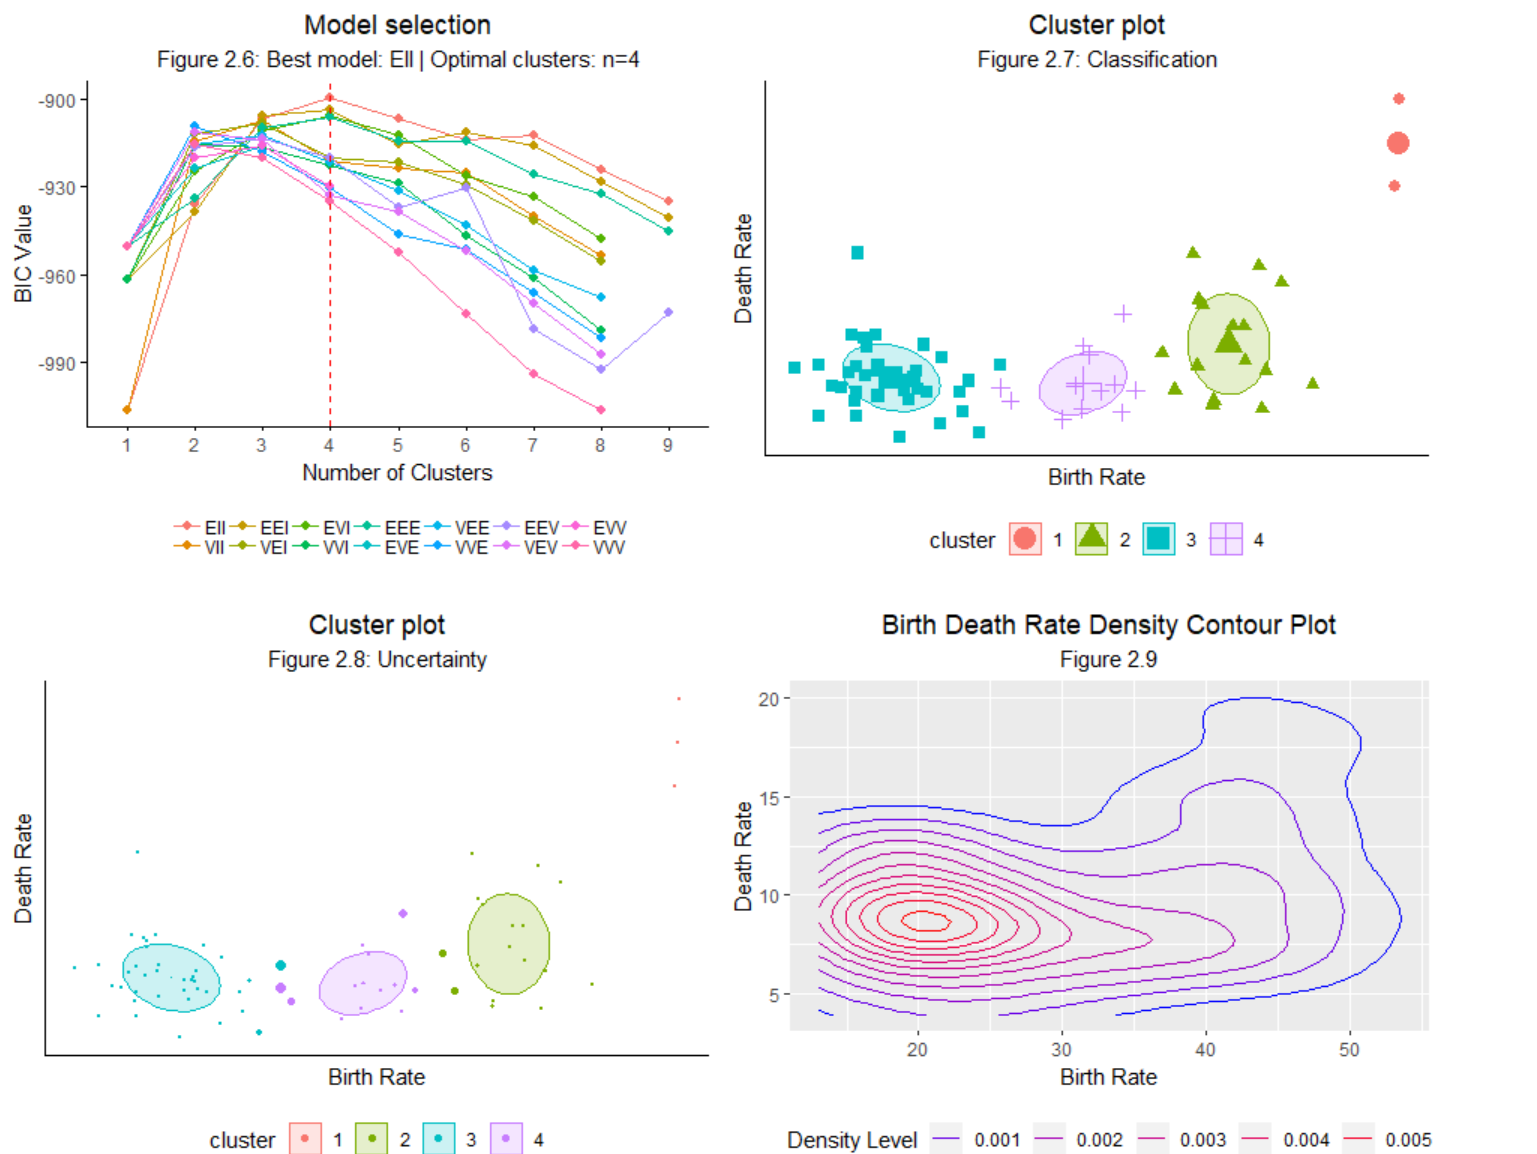 Model selection
Figure 2.6: Best model: EII | Optimal clusters: n=4
BIC Value
-900
-930
-960
-990
1 2 3 4 5 6 7 8 9
Number of Clusters
EII EEI EVI EEE VEE EEV EVV
VII VEI VVI EVE VVE VEV VVV
Cluster plot
Figure 2.7: Classification
Death Rate
Birth Rate
cluster 1 2 3 4
Cluster plot
Figure 2.8: Uncertainty
Death Rate
Birth Rate
cluster 1 2 3 4
Birth Death Rate Density Contour Plot
Figure 2.9
Death Rate
20
15
10
5
20 30 40 50
Birth Rate
Density Level 0.001 0.002 0.003 0.004 0.005